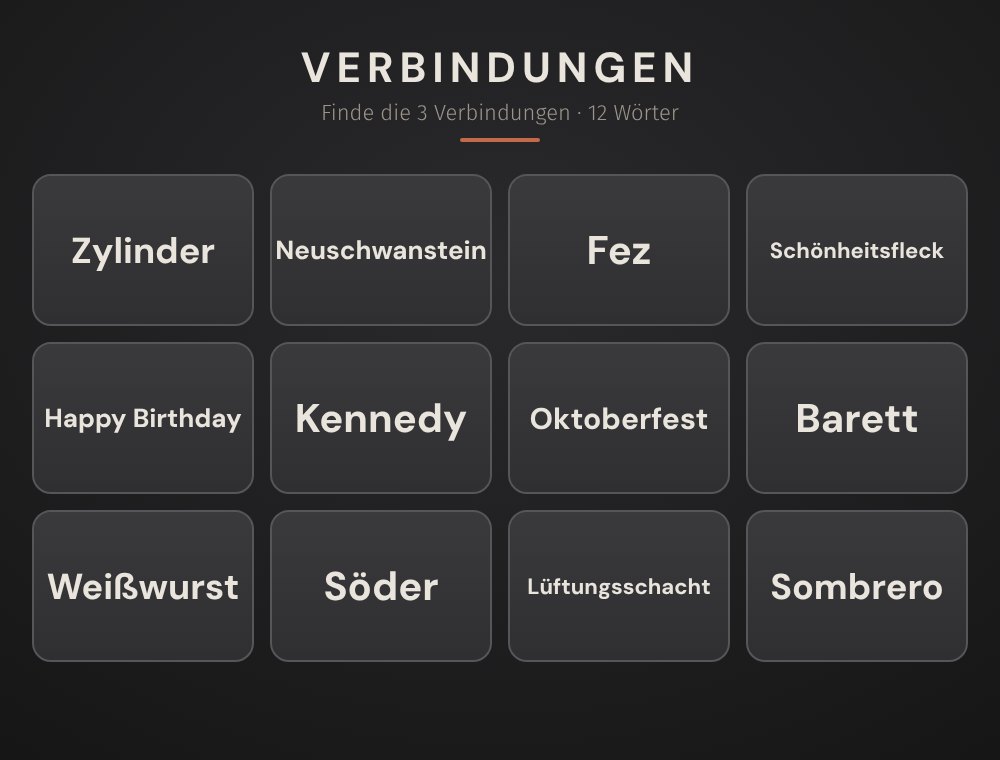 VERBINDUNGEN
Finde die 3 Verbindungen · 12 Wörter
Zylinder
Neuschwanstein
Fez
Schönheitsfleck
Happy Birthday
Kennedy
Oktoberfest
Barett
Weißwurst
Söder
Lüftungsschacht
Sombrero